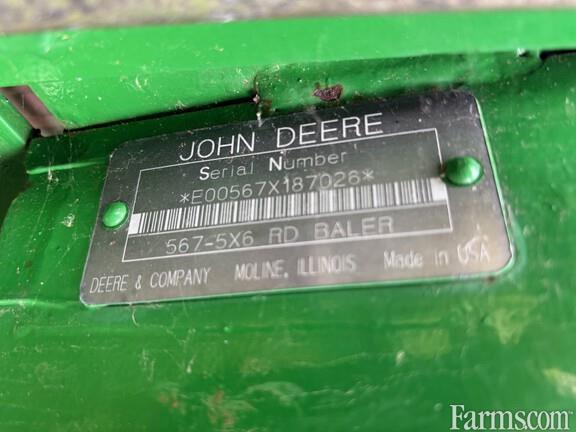 JOHN DEERE
Serial Number
*E00567X187026*
567-5X6 RD BALER
DEERE & COMPANY MOLINE, ILLINOIS Made in USA
Farms.com